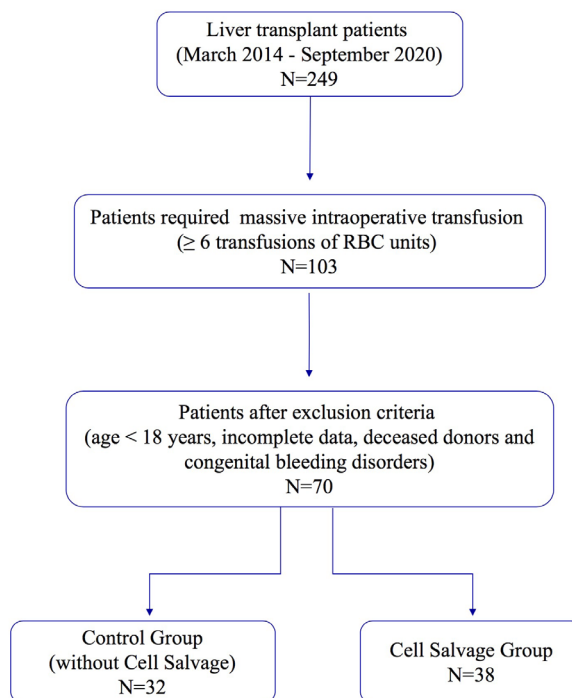 Liver transplant patients
(March 2014 - September 2020)
N=249
Patients required massive intraoperative transfusion
(≥ 6 transfusions of RBC units)
N=103
Patients after exclusion criteria
(age < 18 years, incomplete data, deceased donors and
congenital bleeding disorders)
N=70
Control Group
(without Cell Salvage)
N=32
Cell Salvage Group
N=38